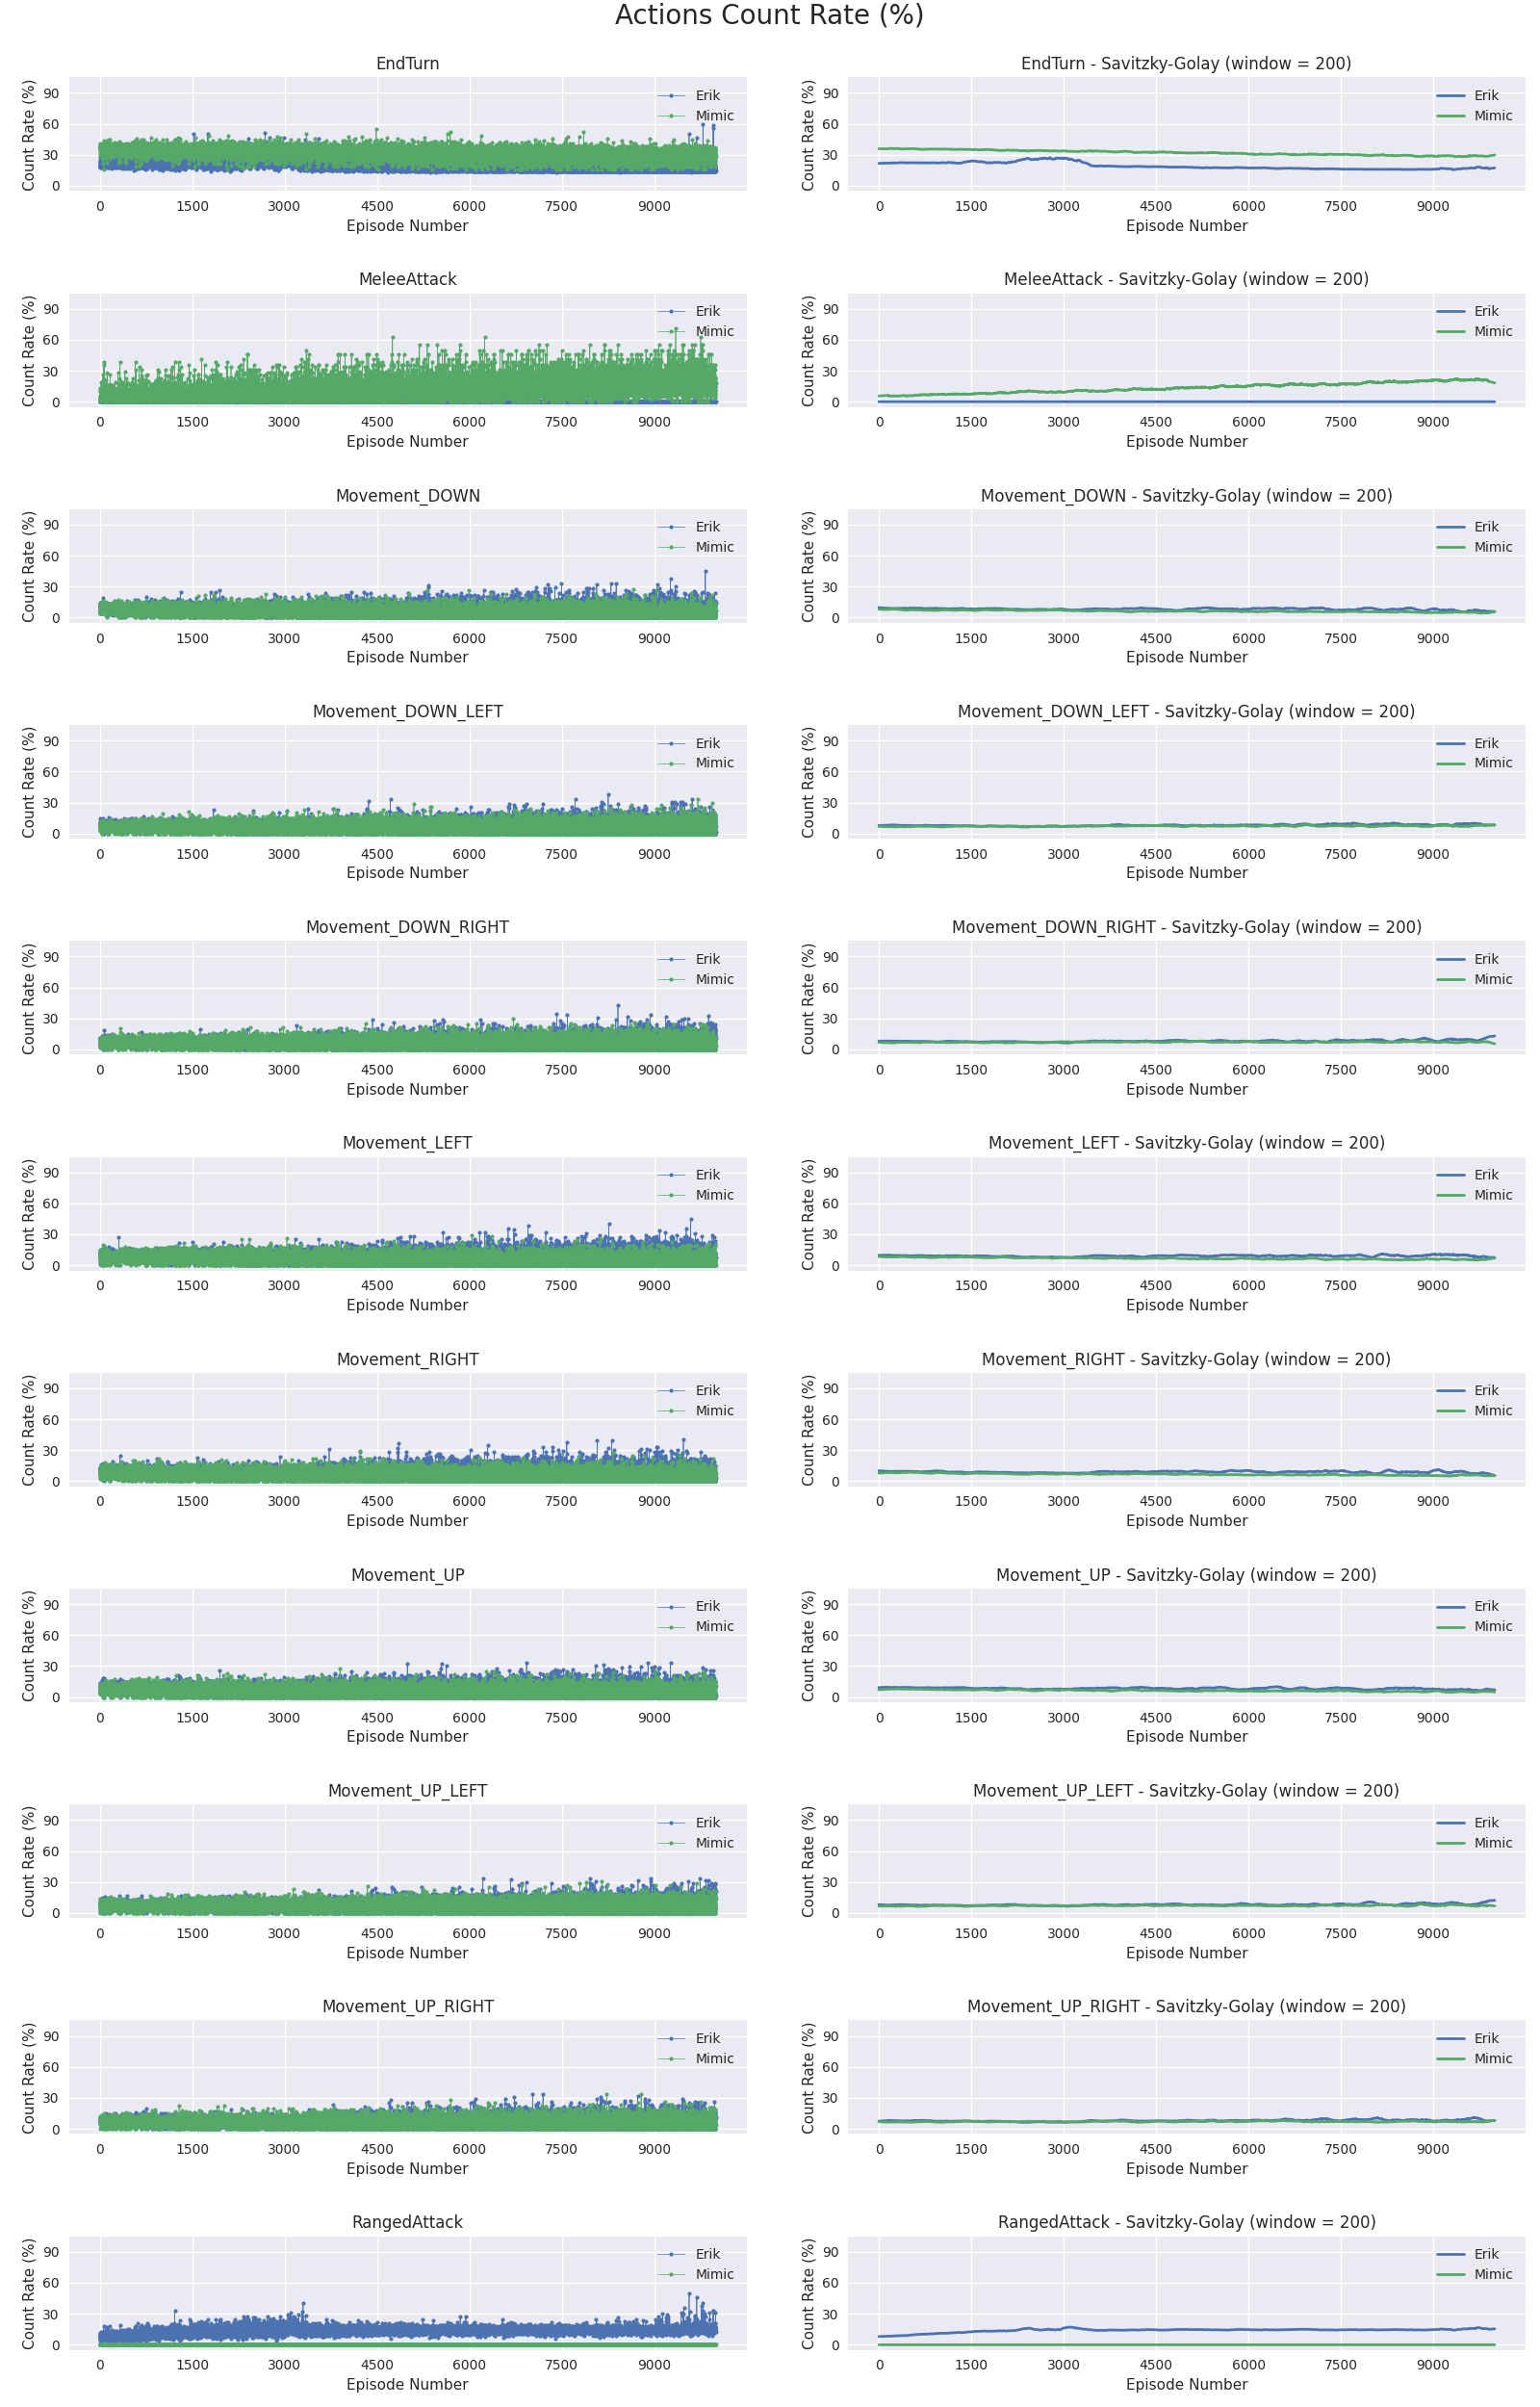 Actions Count Rate (%)
EndTurn
EndTurn - Savitzky-Golay (window = 200)
Count Rate (%)
90
60
30
0
Erik
Mimic
0 1500 3000 4500 6000 7500 9000
Episode Number
Count Rate (%)
90
60
30
0
Erik
Mimic
0 1500 3000 4500 6000 7500 9000
Episode Number
MeleeAttack
MeleeAttack - Savitzky-Golay (window = 200)
Count Rate (%)
90
60
30
0
Erik
Mimic
0 1500 3000 4500 6000 7500 9000
Episode Number
Count Rate (%)
90
60
30
0
Erik
Mimic
0 1500 3000 4500 6000 7500 9000
Episode Number
Movement_DOWN
Movement_DOWN - Savitzky-Golay (window = 200)
Count Rate (%)
90
60
30
0
Erik
Mimic
0 1500 3000 4500 6000 7500 9000
Episode Number
Count Rate (%)
90
60
30
0
Erik
Mimic
0 1500 3000 4500 6000 7500 9000
Episode Number
Movement_DOWN_LEFT
Movement_DOWN_LEFT - Savitzky-Golay (window = 200)
Count Rate (%)
90
60
30
0
Erik
Mimic
0 1500 3000 4500 6000 7500 9000
Episode Number
Count Rate (%)
90
60
30
0
Erik
Mimic
0 1500 3000 4500 6000 7500 9000
Episode Number
Movement_DOWN_RIGHT
Movement_DOWN_RIGHT - Savitzky-Golay (window = 200)
Count Rate (%)
90
60
30
0
Erik
Mimic
0 1500 3000 4500 6000 7500 9000
Episode Number
Count Rate (%)
90
60
30
0
Erik
Mimic
0 1500 3000 4500 6000 7500 9000
Episode Number
Movement_LEFT
Movement_LEFT - Savitzky-Golay (window = 200)
Count Rate (%)
90
60
30
0
Erik
Mimic
0 1500 3000 4500 6000 7500 9000
Episode Number
Count Rate (%)
90
60
30
0
Erik
Mimic
0 1500 3000 4500 6000 7500 9000
Episode Number
Movement_RIGHT
Movement_RIGHT - Savitzky-Golay (window = 200)
Count Rate (%)
90
60
30
0
Erik
Mimic
0 1500 3000 4500 6000 7500 9000
Episode Number
Count Rate (%)
90
60
30
0
Erik
Mimic
0 1500 3000 4500 6000 7500 9000
Episode Number
Movement_UP
Movement_UP - Savitzky-Golay (window = 200)
Count Rate (%)
90
60
30
0
Erik
Mimic
0 1500 3000 4500 6000 7500 9000
Episode Number
Count Rate (%)
90
60
30
0
Erik
Mimic
0 1500 3000 4500 6000 7500 9000
Episode Number
Movement_UP_LEFT
Movement_UP_LEFT - Savitzky-Golay (window = 200)
Count Rate (%)
90
60
30
0
Erik
Mimic
0 1500 3000 4500 6000 7500 9000
Episode Number
Count Rate (%)
90
60
30
0
Erik
Mimic
0 1500 3000 4500 6000 7500 9000
Episode Number
Movement_UP_RIGHT
Movement_UP_RIGHT - Savitzky-Golay (window = 200)
Count Rate (%)
90
60
30
0
Erik
Mimic
0 1500 3000 4500 6000 7500 9000
Episode Number
Count Rate (%)
90
60
30
0
Erik
Mimic
0 1500 3000 4500 6000 7500 9000
Episode Number
RangedAttack
RangedAttack - Savitzky-Golay (window = 200)
Count Rate (%)
90
60
30
0
Erik
Mimic
0 1500 3000 4500 6000 7500 9000
Episode Number
Count Rate (%)
90
60
30
0
Erik
Mimic
0 1500 3000 4500 6000 7500 9000
Episode Number